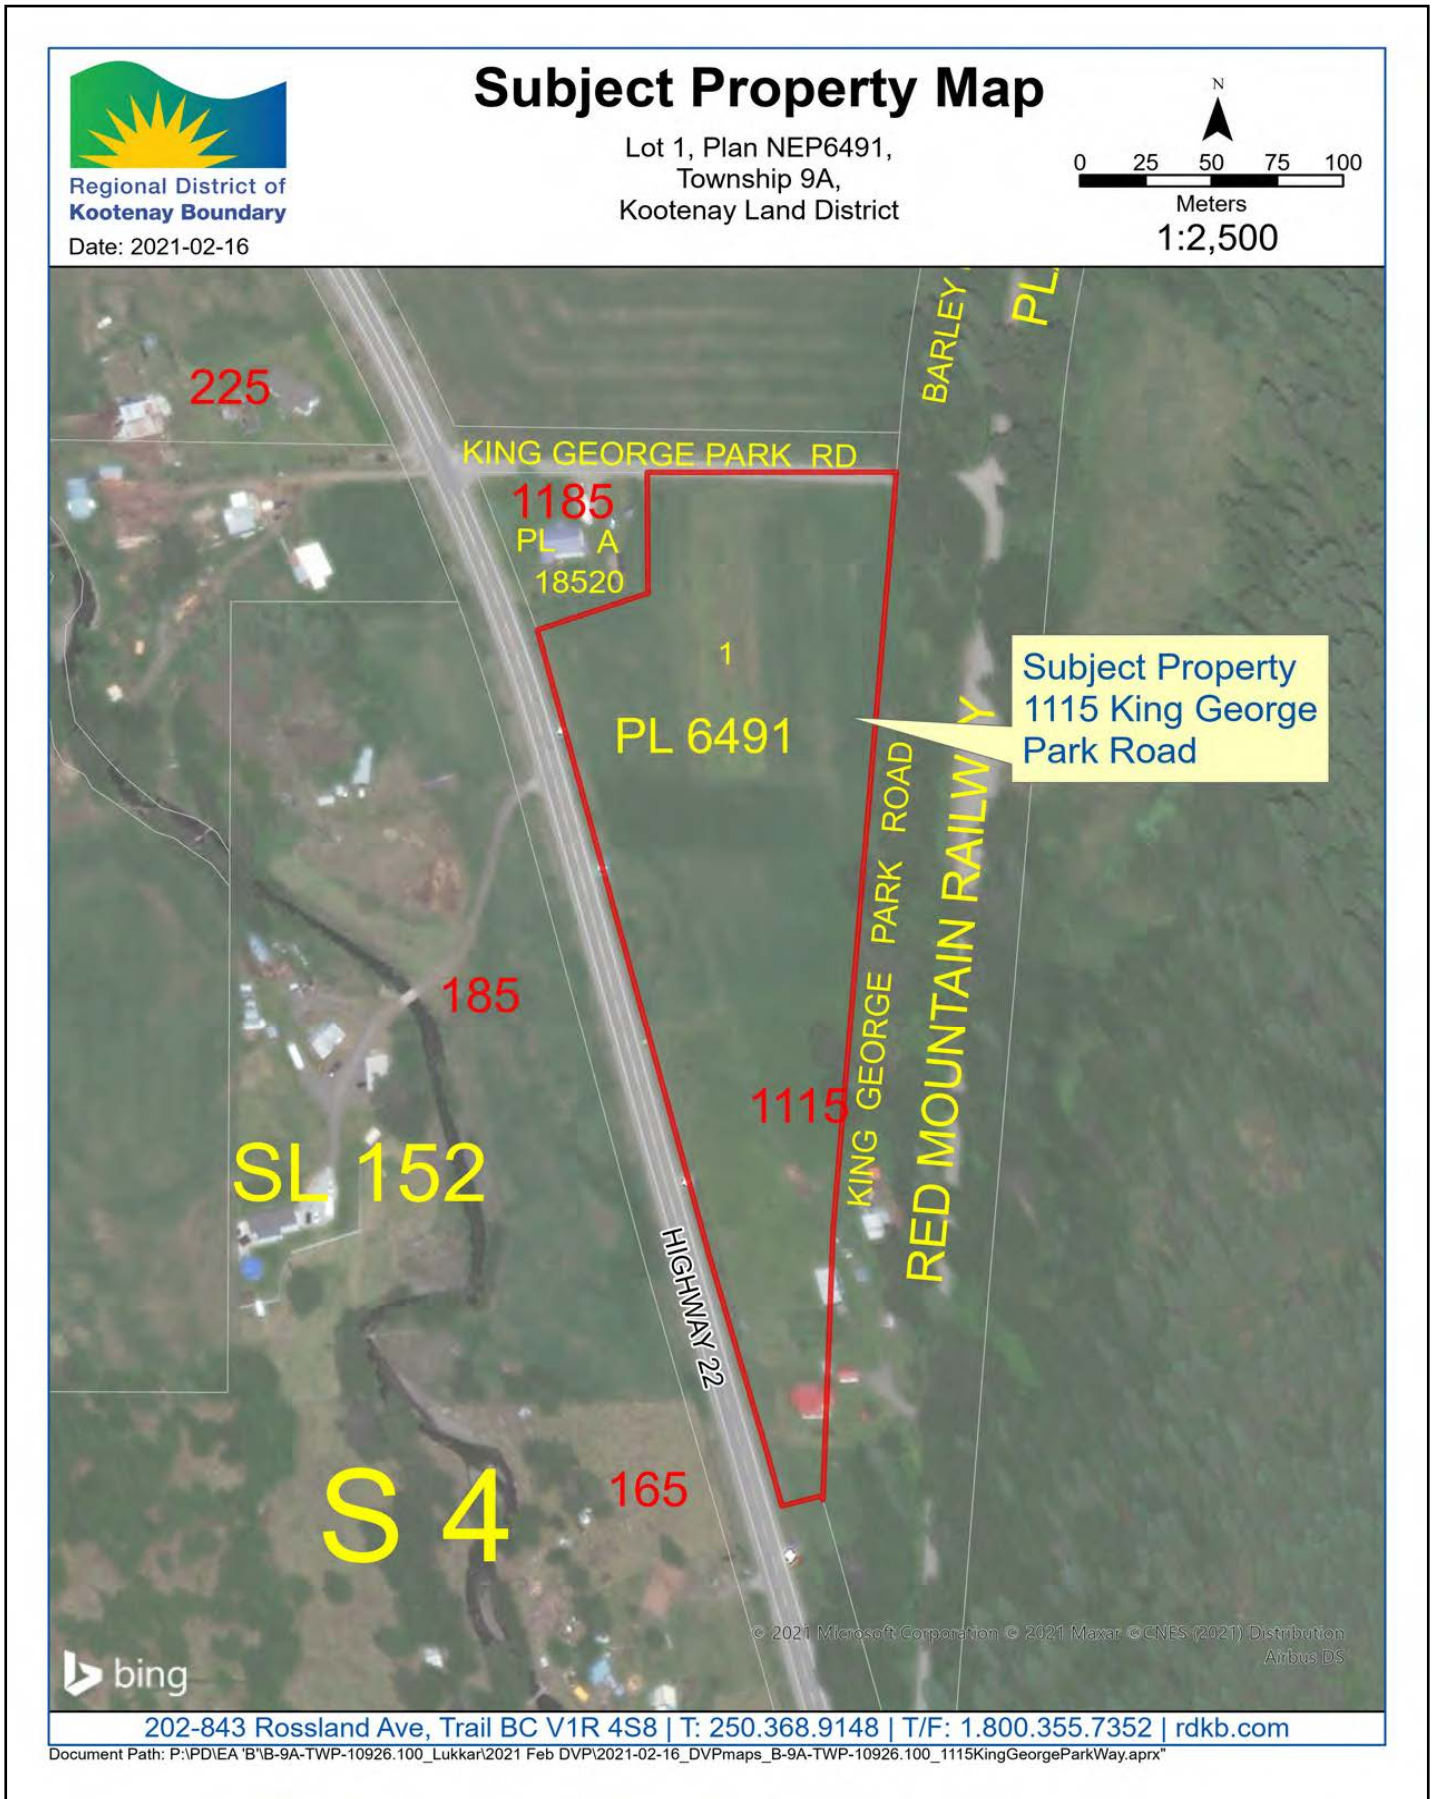 Subject Property Map
Lot 1, Plan NEP6491,
Township 9A,
Kootenay Land District
Regional District of
Kootenay Boundary
Date: 2021-02-16
N
0 25 50 75 100
Meters
1:2,500
BARLEY
225
KING GEORGE PARK RD
1185
PL A
18520
1
PL 6491
Subject Property
1115 King George
Park Road
KING GEORGE PARK ROAD
RED MOUNTAIN RAILWAY
185
1115
SL 152
HIGHWAY 22
165
S 4
© 2021 Microsoft Corporation © 2021 Maxar ©CNES (2021) Distribution
Airbus DS
bing
202-843 Rossland Ave, Trail BC V1R 4S8 | T: 250.368.9148 | T/F: 1.800.355.7352 | rdkb.com
Document Path: P:\PD\EA 'B'\B-9A-TWP-10926.100_Lukkar\2021 Feb DVP\2021-02-16_DVPmaps_B-9A-TWP-10926.100_1115KingGeorgeParkWay.aprx"